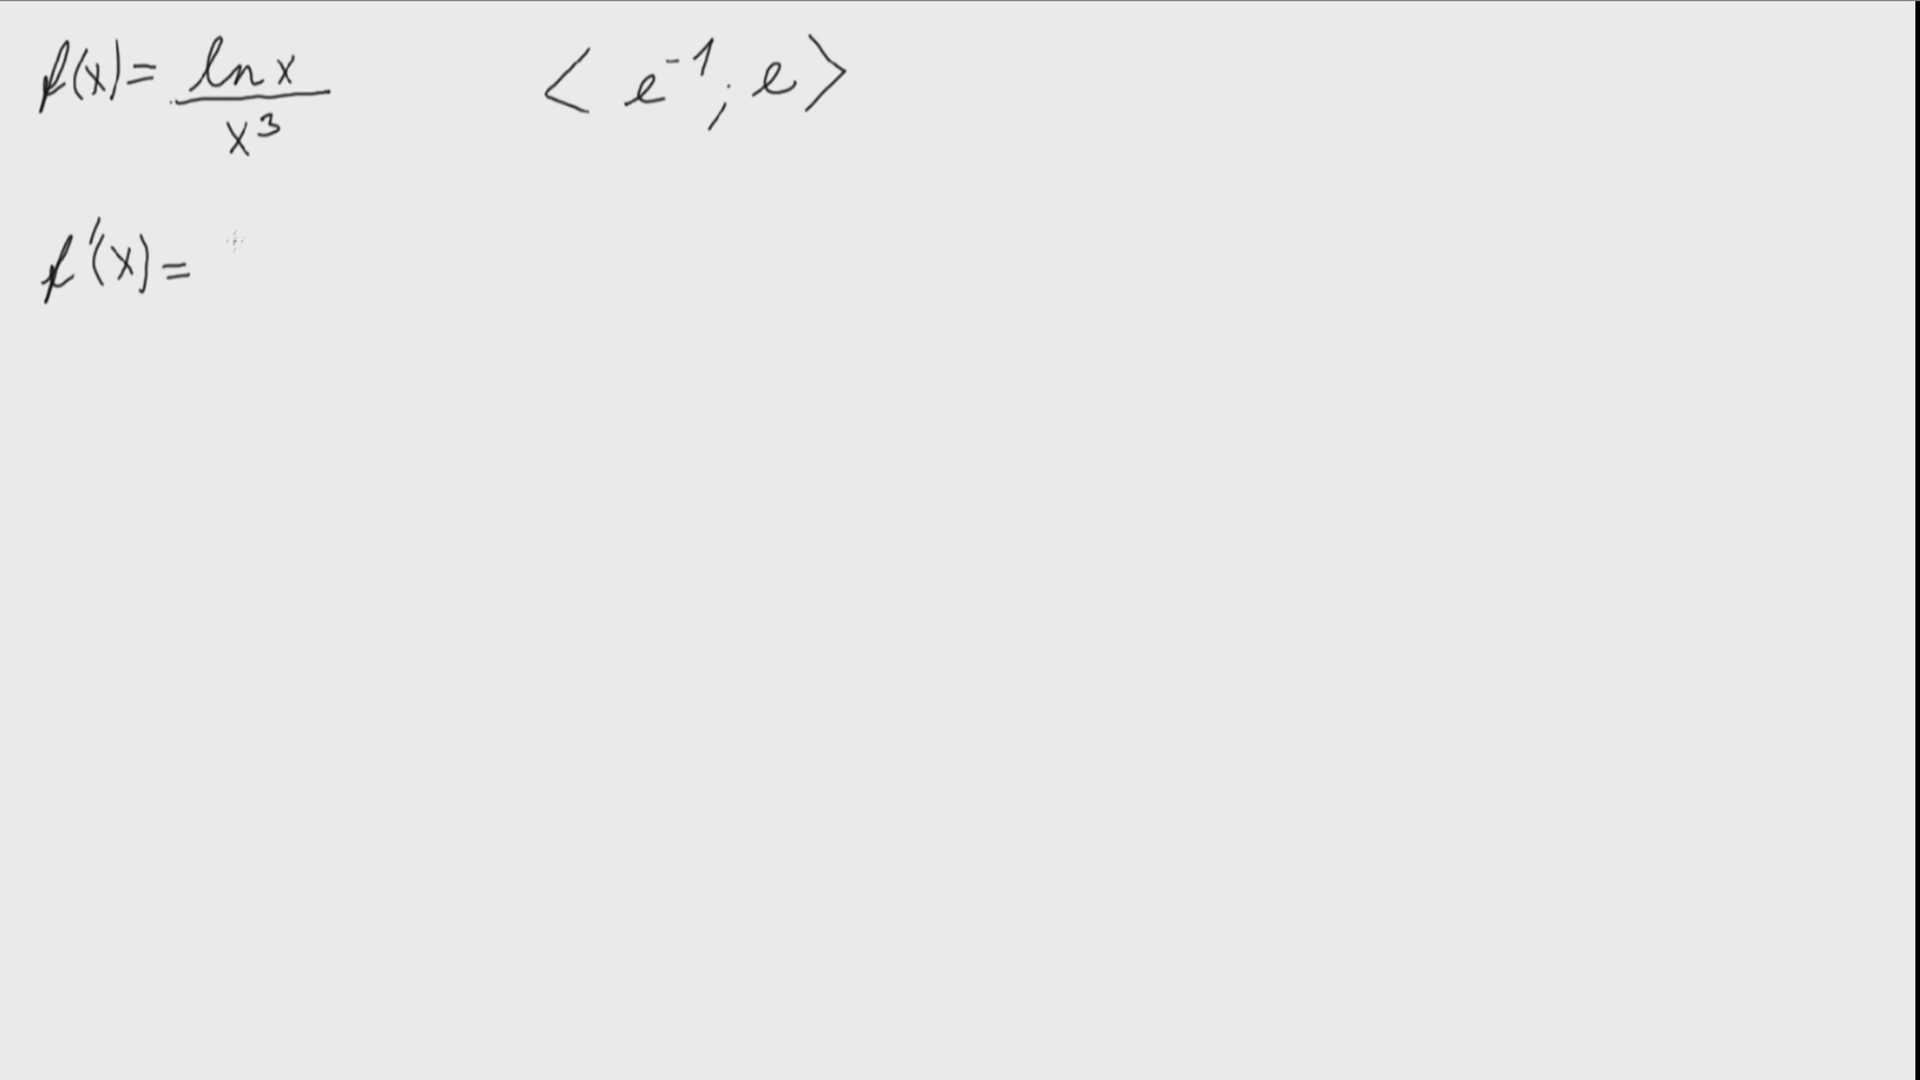 f(x) = ln x / x³ < e⁻¹; e >
f'(x) =